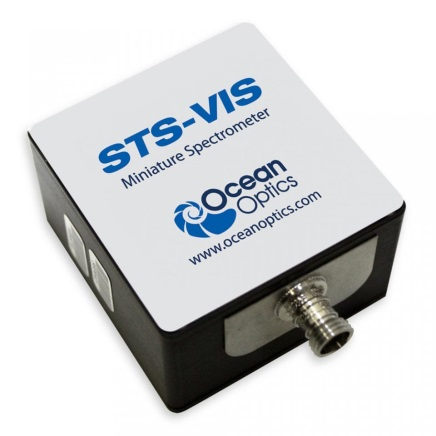 STS-VIS
Miniature Spectrometer
Ocean
Optics
www.oceanoptics.com